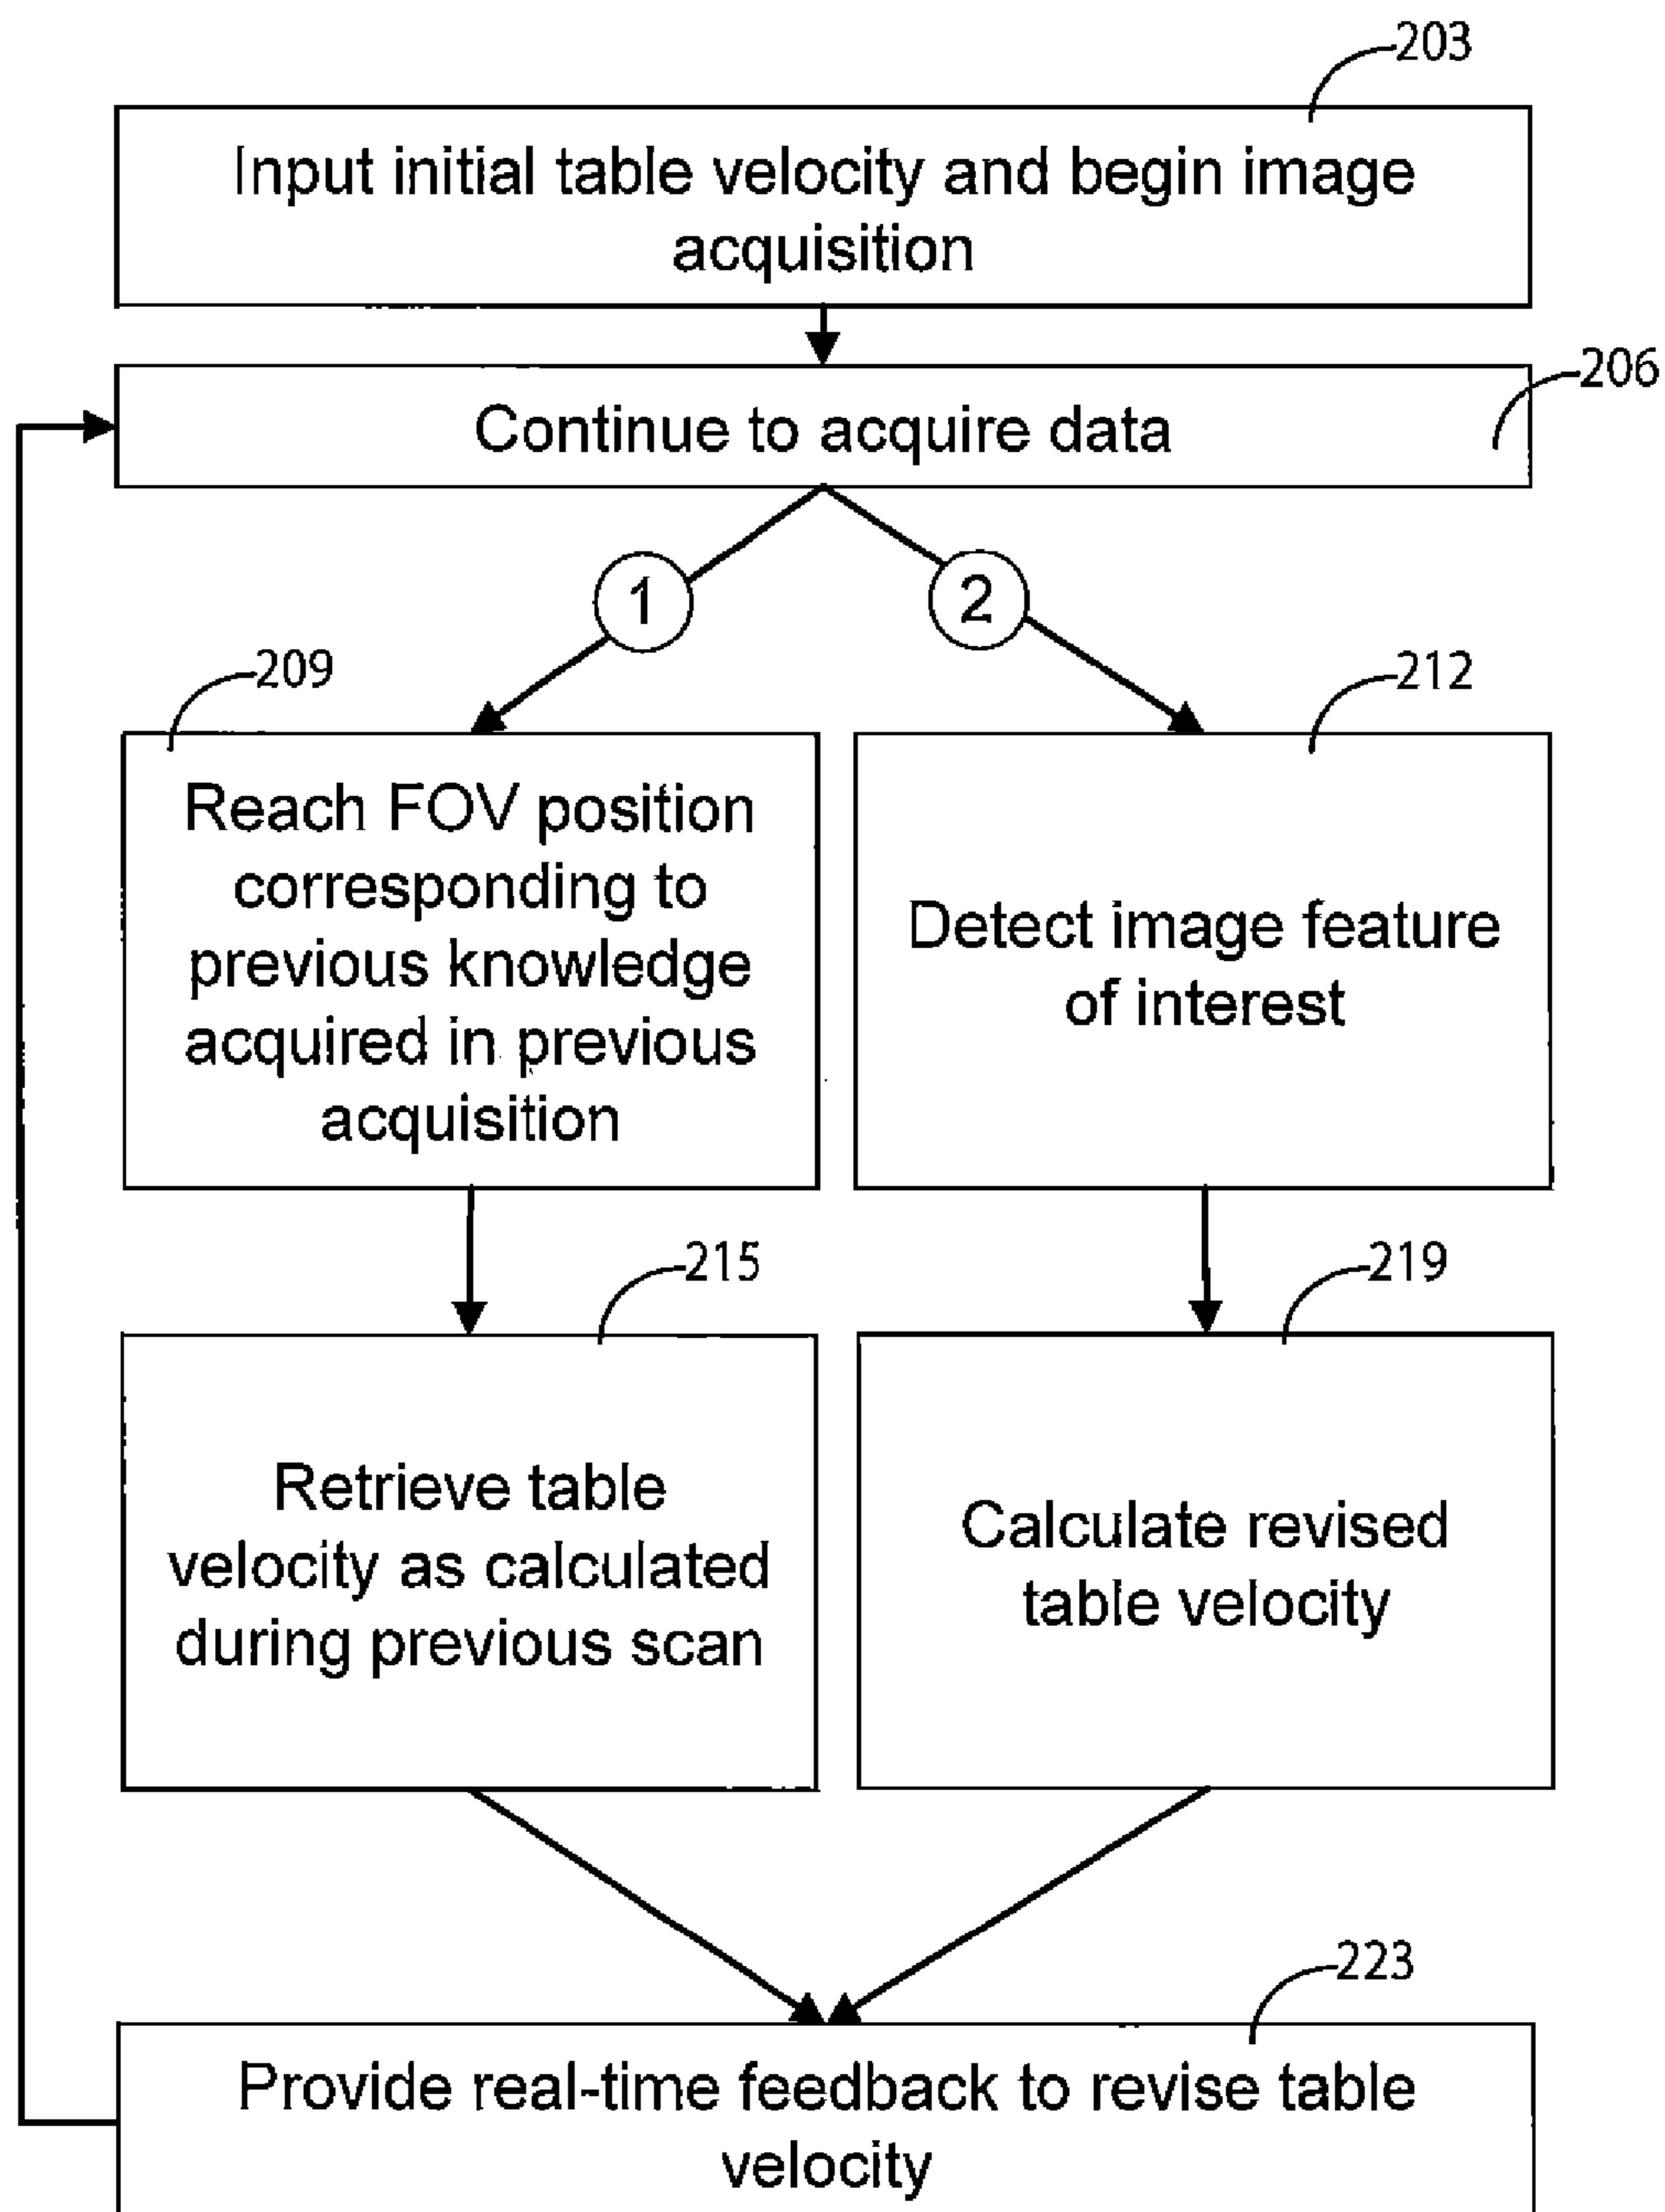 203
Input initial table velocity and begin image
acquisition
206
Continue to acquire data
1
2
209
212
Reach FOV position
corresponding to
previous knowledge
acquired in previous
acquisition
Detect image feature
of interest
215
219
Retrieve table
velocity as calculated
during previous scan
Calculate revised
table velocity
223
Provide real-time feedback to revise table
velocity